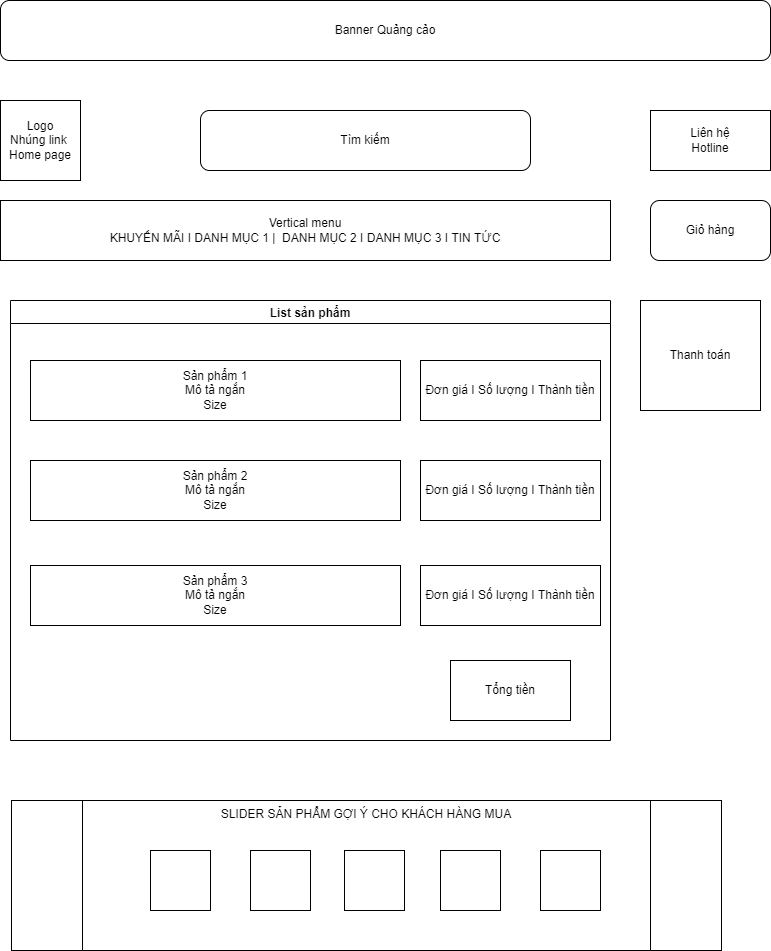 Banner Quảng cảo
Logo
Nhúng link
Home page
Tìm kiếm
Liên hệ
Hotline
Vertical menu
KHUYẾN MÃI I DANH MỤC 1 | DANH MỤC 2 I DANH MỤC 3 I TIN TỨC
Giỏ hàng
List sản phẩm
Thanh toán
Sản phẩm 1
Mô tả ngắn
Size
Đơn giá I Số lượng I Thành tiền
Sản phẩm 2
Mô tả ngắn
Size
Đơn giá I Số lượng I Thành tiền
Sản phẩm 3
Mô tả ngắn
Size
Đơn giá I Số lượng I Thành tiền
Tổng tiền
SLIDER SẢN PHẨM GỢI Ý CHO KHÁCH HÀNG MUA